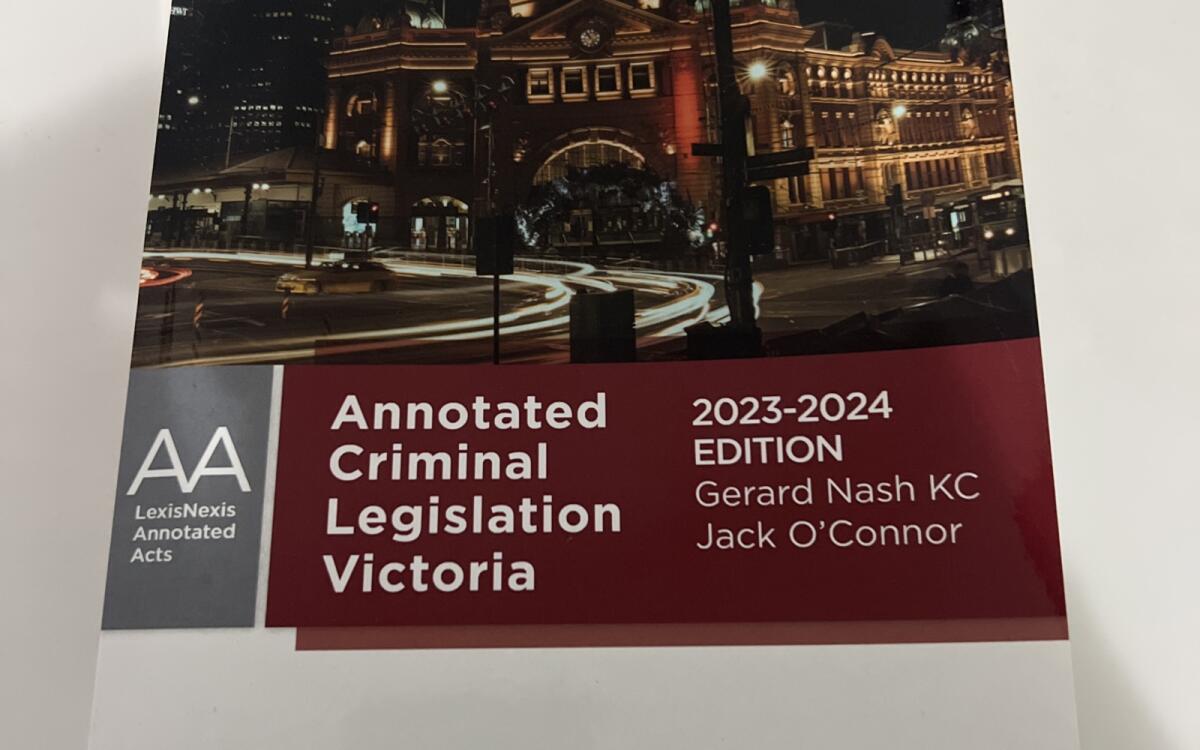 AA
LexisNexis
Annotated
Acts
Annotated
Criminal
Legislation
Victoria
2023-2024
EDITION
Gerard Nash KC
Jack O’Connor